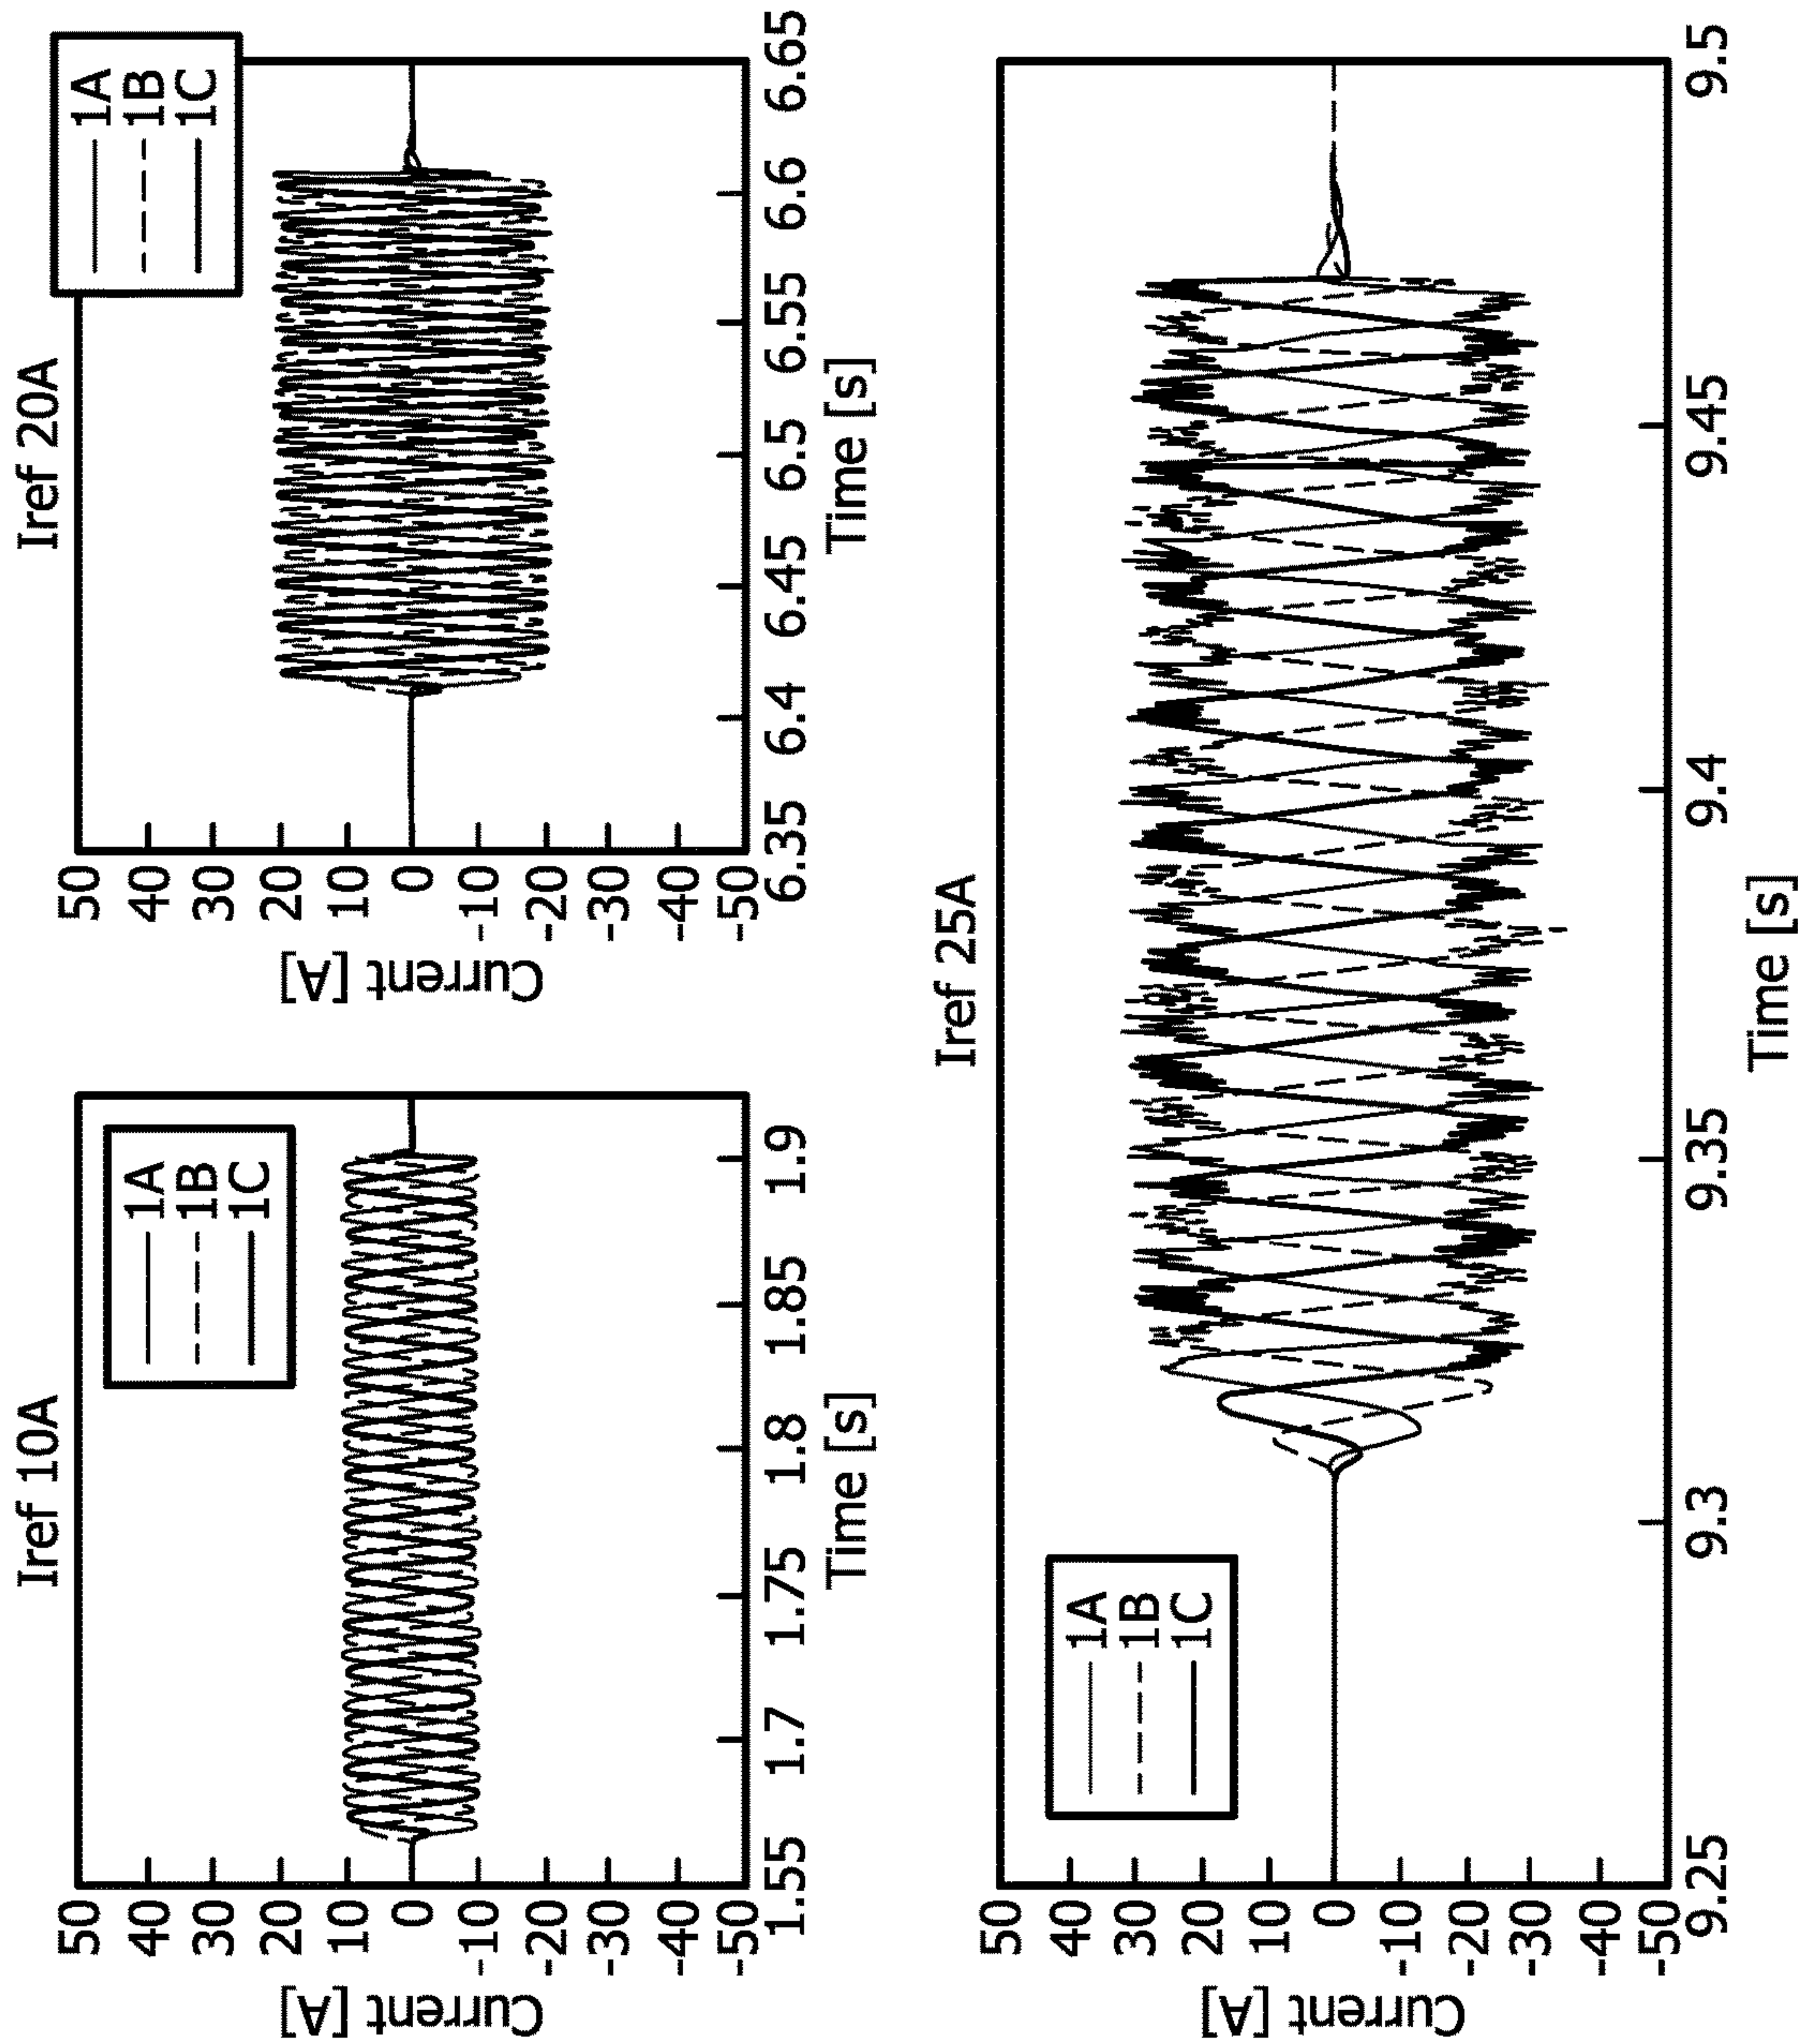 Iref 10A
50
40
30
20
10
0
-10
-20
-30
-40
-50
Current [A]
1A
1B
1C
1.55 1.7 1.75 1.8 1.85 1.9
Time [s]
Iref 20A
50
40
30
20
10
0
-10
-20
-30
-40
-50
Current [A]
1A
1B
1C
6.35 6.4 6.45 6.5 6.55 6.6 6.65
Time [s]
Iref 25A
50
40
30
20
10
0
-10
-20
-30
-40
-50
Current [A]
1A
1B
1C
9.25 9.3 9.35 9.4 9.45 9.5
Time [s]